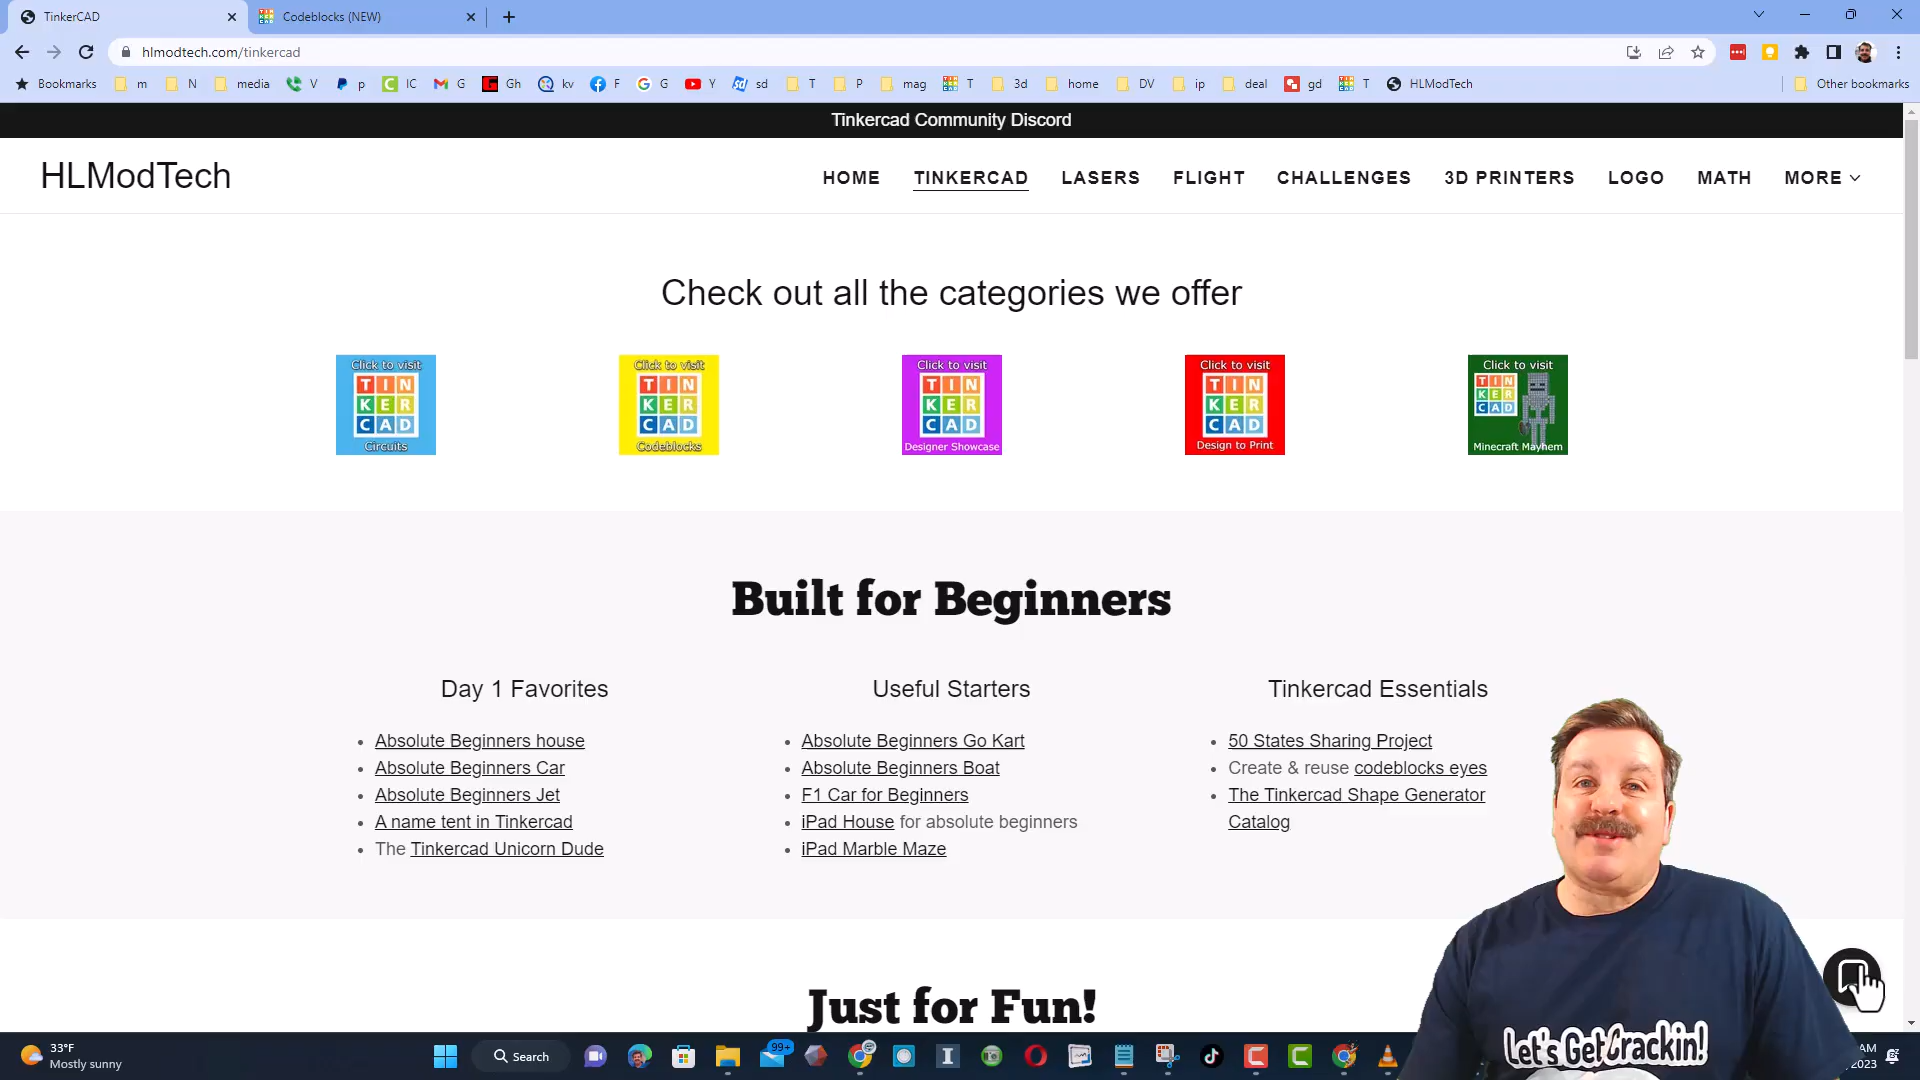 TinkerCAD
Codeblocks (NEW)
hlmodtech.com/tinkercad
Bookmarks m N media V p IC G Gh kv F G Y sd T P mag T 3d home DV ip deal gd T HLModTech Other bookmarks
Tinkercad Community Discord
HLModTech
HOME TINKERCAD LASERS FLIGHT CHALLENGES 3D PRINTERS LOGO MATH MORE
Check out all the categories we offer
Click to visit
TIN
KER
CAD
Circuits
Click to visit
TIN
KER
CAD
Codeblocks
Click to visit
TIN
KER
CAD
Designer Showcase
Click to visit
TIN
KER
CAD
Design to Print
Click to visit
TIN
KER
CAD
Minecraft Mayhem
Built for Beginners
Day 1 Favorites
Absolute Beginners house
Absolute Beginners Car
Absolute Beginners Jet
A name tent in Tinkercad
The Tinkercad Unicorn Dude
Useful Starters
Absolute Beginners Go Kart
Absolute Beginners Boat
F1 Car for Beginners
iPad House for absolute beginners
iPad Marble Maze
Tinkercad Essentials
50 States Sharing Project
Create & reuse codeblocks eyes
The Tinkercad Shape Generator
Catalog
Just for Fun!
Let's Get Crackin!
33°F
Mostly sunny
Search
99+
AM
2023